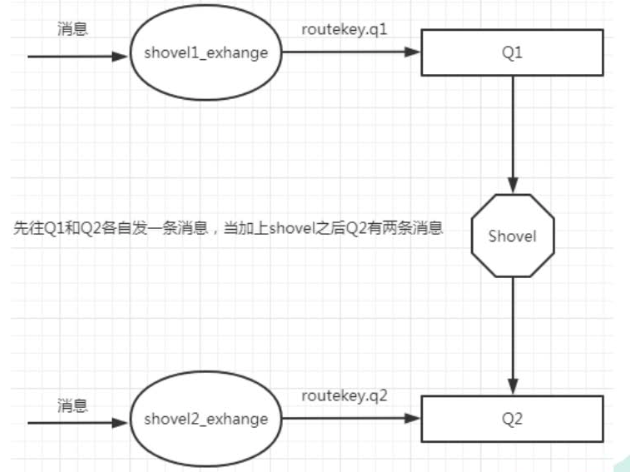 消息
shovel1_exhange
routekey.q1
Q1
先往Q1和Q2各自发一条消息，当加上shovel之后Q2有两条消息
Shovel
消息
shovel2_exhange
routekey.q2
Q2